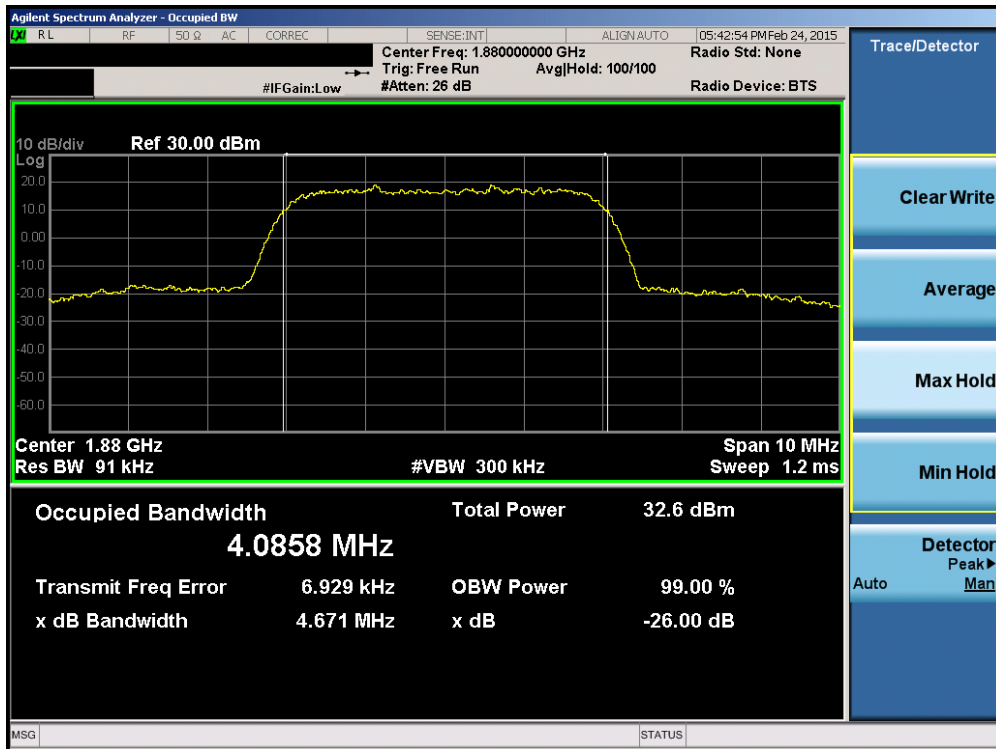 Agilent Spectrum Analyzer - Occupied BW
LXI RL RF 50 Ω AC CORREC SENSE:INT ALIGN AUTO 05:42:54 PM Feb 24, 2015
Center Freq: 1.880000000 GHz Radio Std: None
Trig: Free Run Avg|Hold: 100/100
#IFGain:Low #Atten: 26 dB Radio Device: BTS
10 dB/div Ref 30.00 dBm
Log
20.0
10.0
0.00
-10.0
-20.0
-30.0
-40.0
-50.0
-60.0
Center 1.88 GHz Span 10 MHz
Res BW 91 kHz #VBW 300 kHz Sweep 1.2 ms
Occupied Bandwidth Total Power 32.6 dBm
4.0858 MHz
Transmit Freq Error 6.929 kHz OBW Power 99.00 %
x dB Bandwidth 4.671 MHz x dB -26.00 dB
Trace/Detector
Clear Write
Average
Max Hold
Min Hold
Detector
Peak▶
Auto Man
MSG STATUS